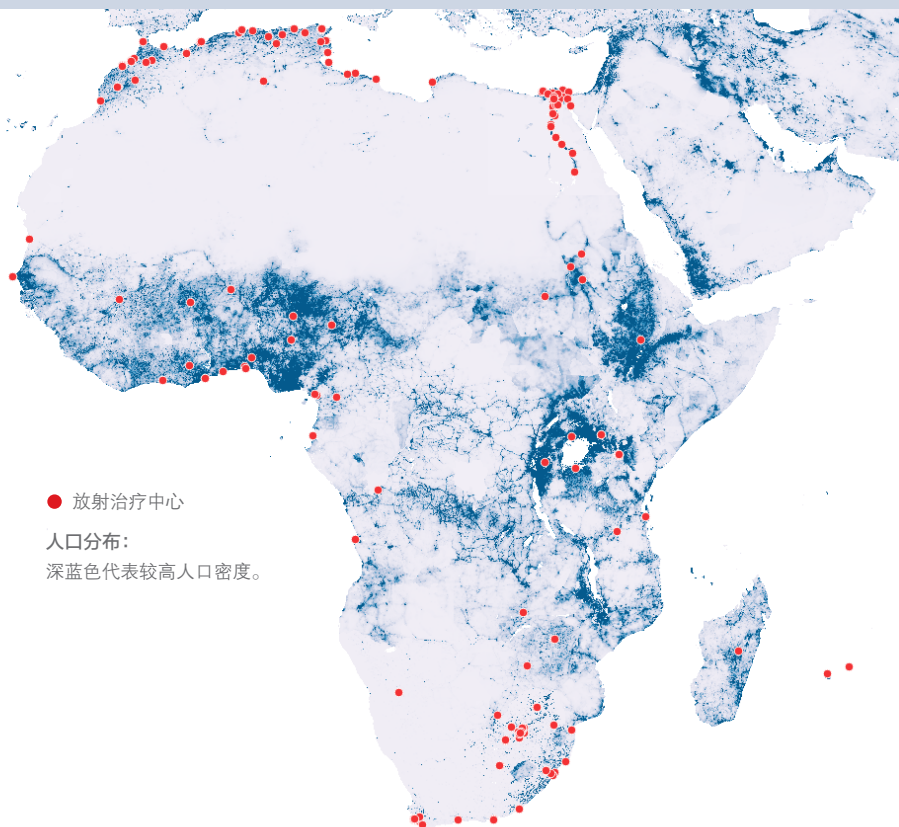 放射治疗中心
人口分布：
深蓝色代表较高人口密度。